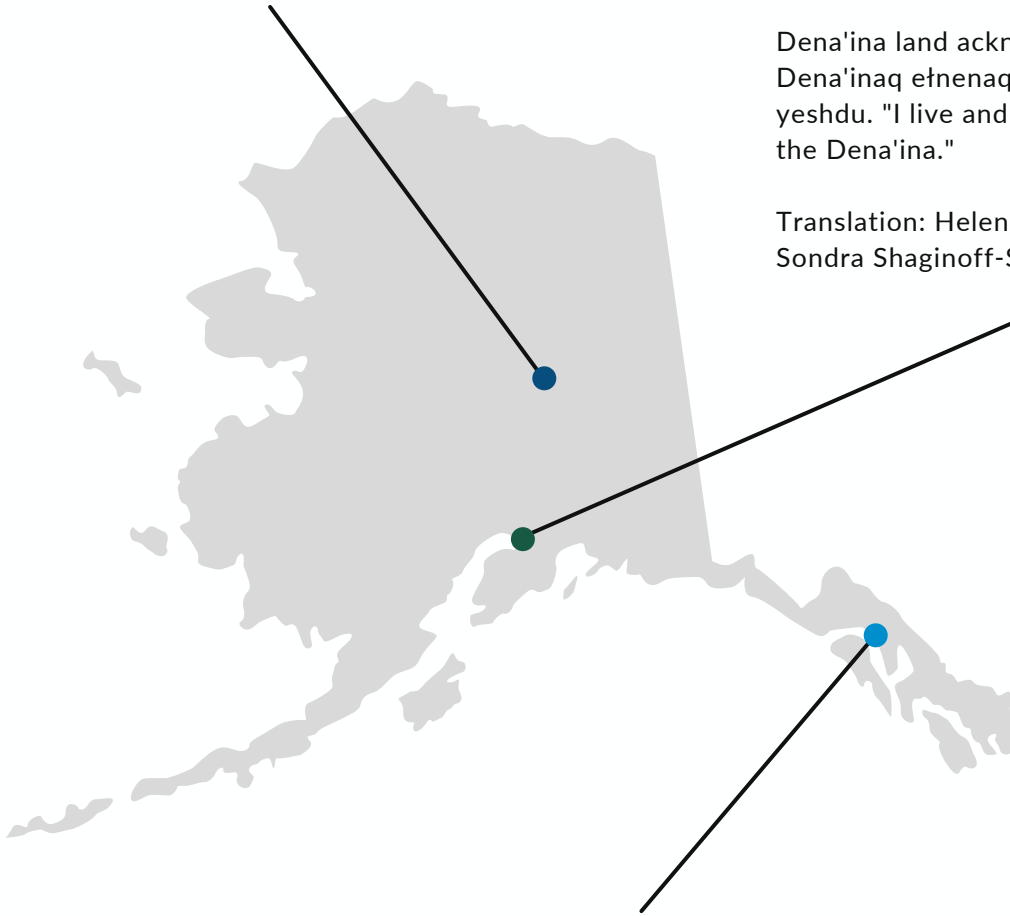 Dena'ina land ackn
Dena'inaq ełnenaq
yeshdu. "I live and
the Dena'ina."
Translation: Helen
Sondra Shaginoff-S